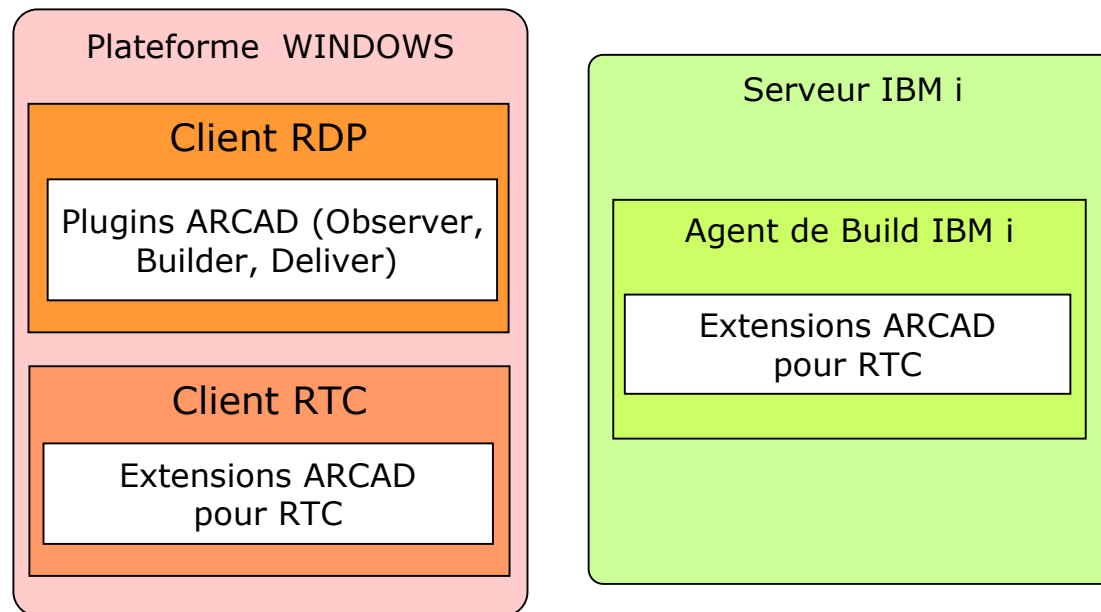 Plateforme WINDOWS
Client RDP
Plugins ARCAD (Observer,
Builder, Deliver)
Client RTC
Extensions ARCAD
pour RTC
Serveur IBM i
Agent de Build IBM i
Extensions ARCAD
pour RTC